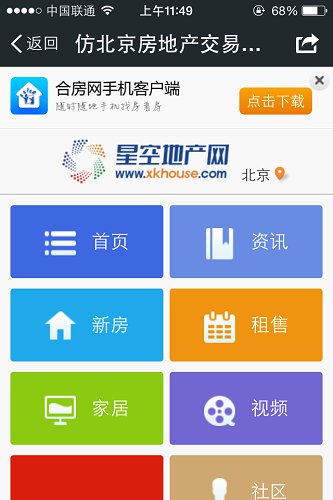 中国联通 上午11:49 68%
返回 仿北京房地产交易...
合房网手机客户端
随时随地手机找房看房
点击下载
星空地产网
www.xkhouse.com
北京
首页 资讯
新房 租售
家居 视频
社区